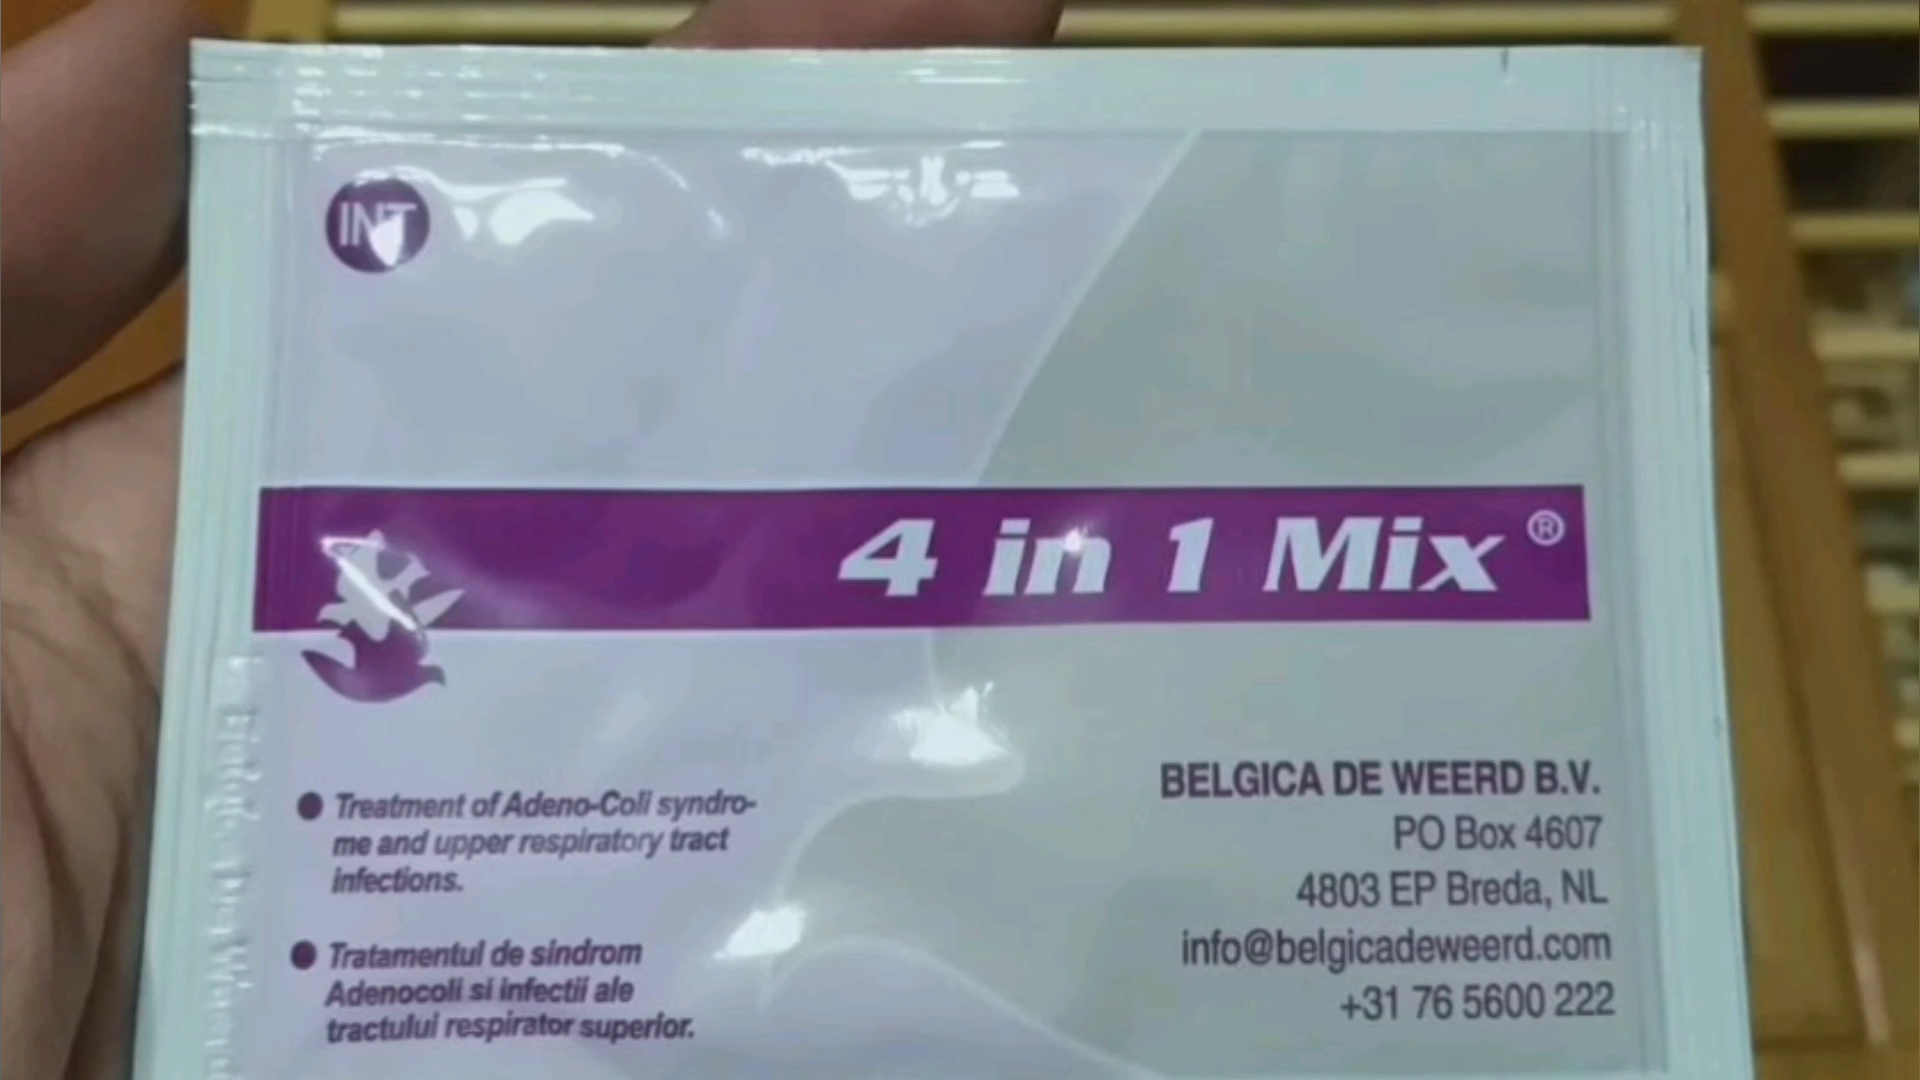 INT
4 in 1 Mix ®
● Treatment of Adeno-Coli syndro-
me and upper respiratory tract
infections.
● Tratamentul de sindrom
Adenocoli si infectii ale
tractului respirator superior.
BELGICA DE WEERD B.V.
PO Box 4607
4803 EP Breda, NL
info@belgicadeweerd.com
+31 76 5600 222